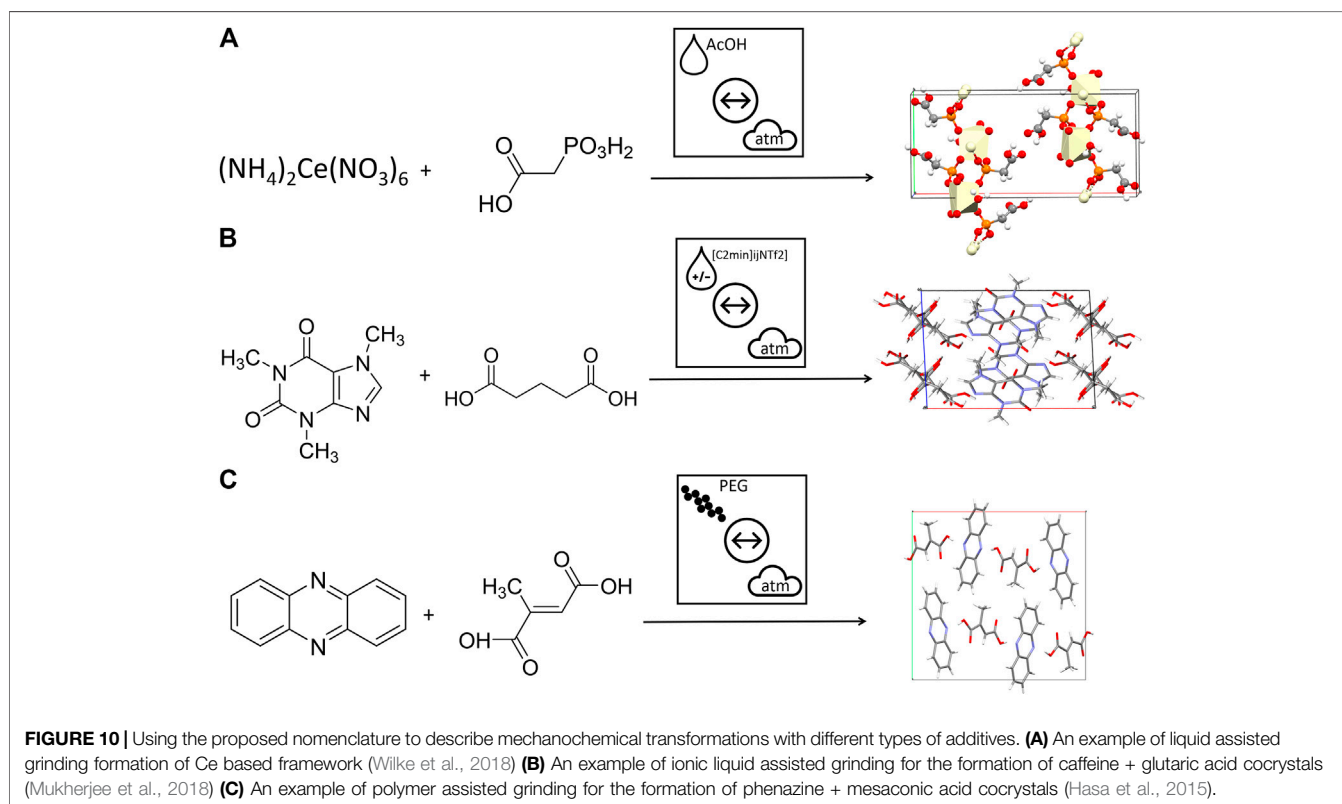 A
AcOH
atm
(NH4)2Ce(NO3)6 +
PO3H2
O
HO
B
[C2min]ijNTf2]
+/−
atm
O
CH3
H3C
N
N
+
O
O
O
N
N
HO
OH
CH3
CH3
C
PEG
atm
N
+
N
O
H3C
OH
OH
O
FIGURE 10 | Using the proposed nomenclature to describe mechanochemical transformations with different types of additives. (A) An example of liquid assisted
grinding formation of Ce based framework (Wilke et al., 2018) (B) An example of ionic liquid assisted grinding for the formation of caffeine + glutaric acid cocrystals
(Mukherjee et al., 2018) (C) An example of polymer assisted grinding for the formation of phenazine + mesaconic acid cocrystals (Hasa et al., 2015).